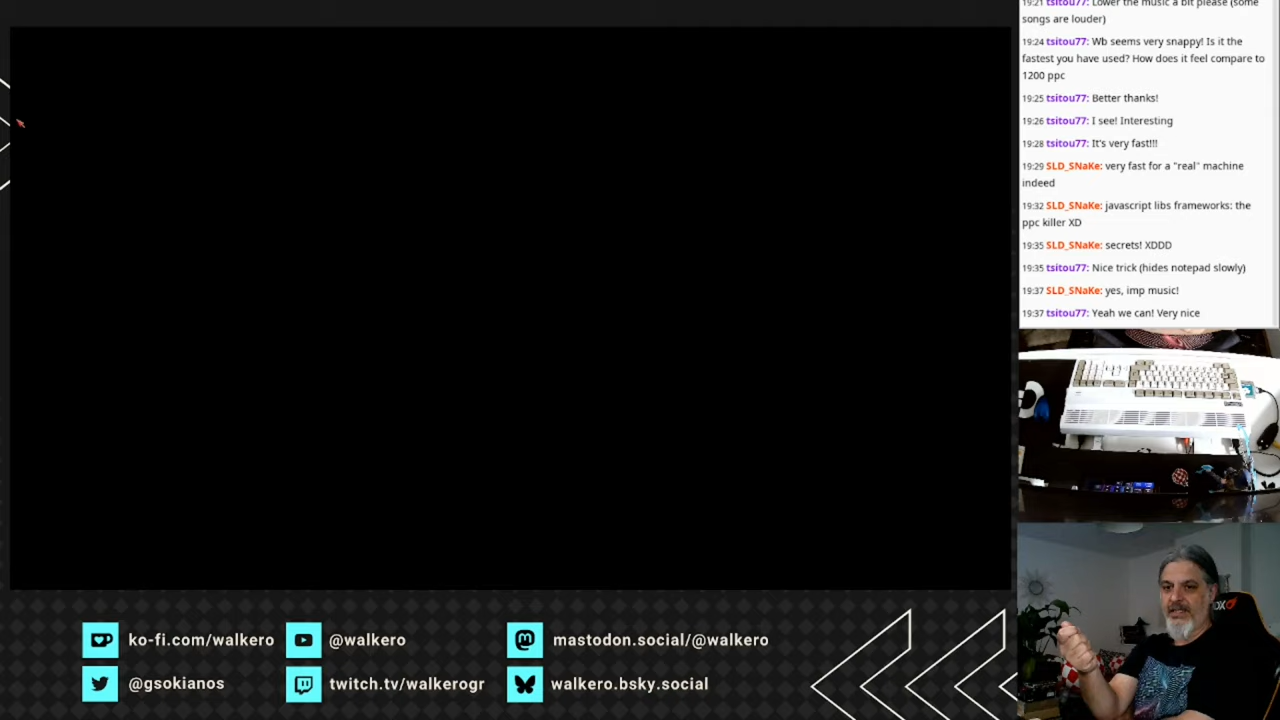 19:21 tsitou77: Lower the music a bit please (some
songs are louder)
19:24 tsitou77: Wb seems very snappy! Is it the
fastest you have used? How does it feel compare to
1200 ppc
19:25 tsitou77: Better thanks!
19:26 tsitou77: I see! Interesting
19:28 tsitou77: It's very fast!!!
19:29 SLD_SNaKe: very fast for a "real" machine
indeed
19:32 SLD_SNaKe: javascript libs frameworks: the
ppc killer XD
19:35 SLD_SNaKe: secrets! XDDD
19:35 tsitou77: Nice trick (hides notepad slowly)
19:37 SLD_SNaKe: yes, imp music!
19:37 tsitou77: Yeah we can! Very nice
ko-fi.com/walkero
@walkero
mastodon.social/@walkero
@gsokianos
twitch.tv/walkerogr
walkero.bsky.social